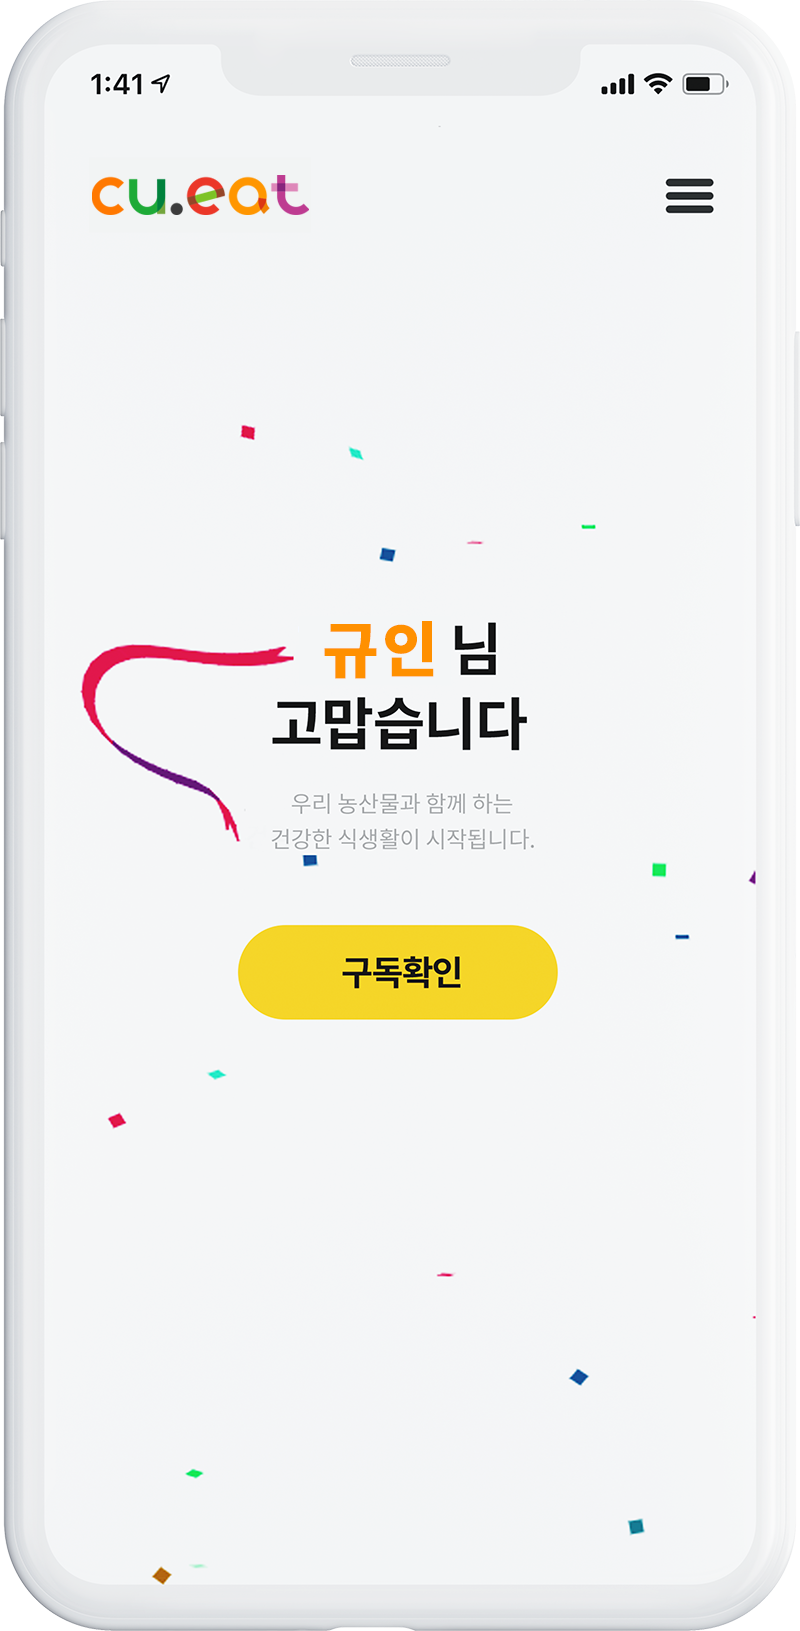 1:41
cu.eat
규인 님
고맙습니다
우리 농산물과 함께 하는
건강한 식생활이 시작됩니다.
구독확인